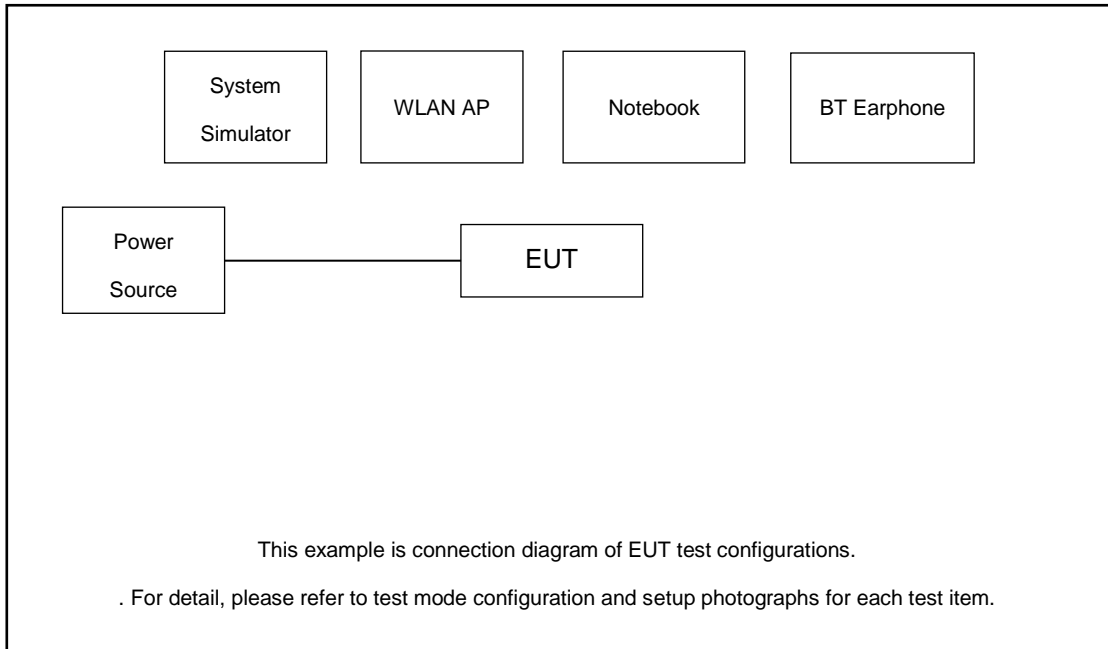 System
Simulator
WLAN AP
Notebook
BT Earphone
Power
Source
EUT
This example is connection diagram of EUT test configurations.
. For detail, please refer to test mode configuration and setup photographs for each test item.